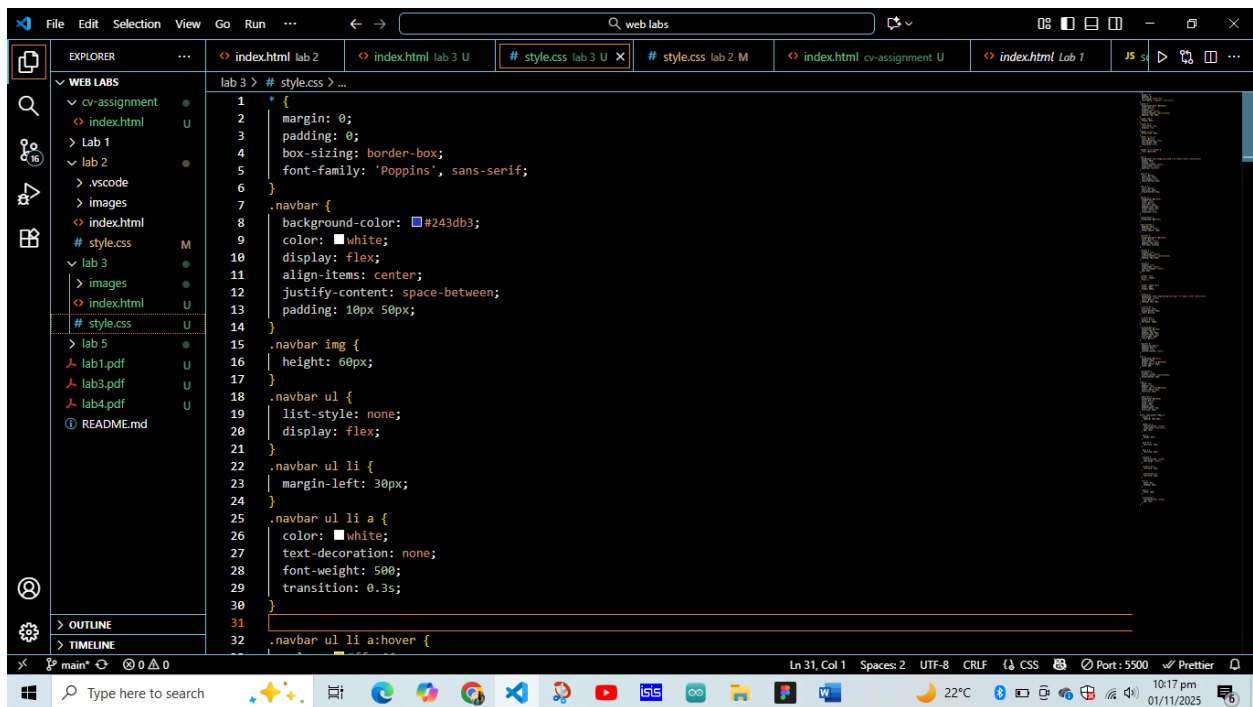 File Edit Selection View Go Run ··· web labs
EXPLORER ··· index.html lab 2 index.html lab 3 U style.css lab 3 U style.css lab 2 M index.html cv-assignment U index.html Lab 1 JS
WEB LABS
cv-assignment
index.html U
Lab 1
lab 2
.vscode
images
index.html
# style.css M
lab 3
images
index.html U
# style.css U
lab 5
lab1.pdf U
lab3.pdf U
lab4.pdf U
README.md
OUTLINE
TIMELINE
lab 3 > # style.css > ...
1 * {
2 margin: 0;
3 padding: 0;
4 box-sizing: border-box;
5 font-family: 'Poppins', sans-serif;
6 }
7 .navbar {
8 background-color: #243db3;
9 color: white;
10 display: flex;
11 align-items: center;
12 justify-content: space-between;
13 padding: 10px 50px;
14 }
15 .navbar img {
16 height: 60px;
17 }
18 .navbar ul {
19 list-style: none;
20 display: flex;
21 }
22 .navbar ul li {
23 margin-left: 30px;
24 }
25 .navbar ul li a {
26 color: white;
27 text-decoration: none;
28 font-weight: 500;
29 transition: 0.3s;
30 }
31
32 .navbar ul li a:hover {
16
main* 0 0 Ln 31, Col 1 Spaces: 2 UTF-8 CRLF CSS Port : 5500 Prettier
Type here to search isis 22°C 10:17 pm
01/11/2025 6